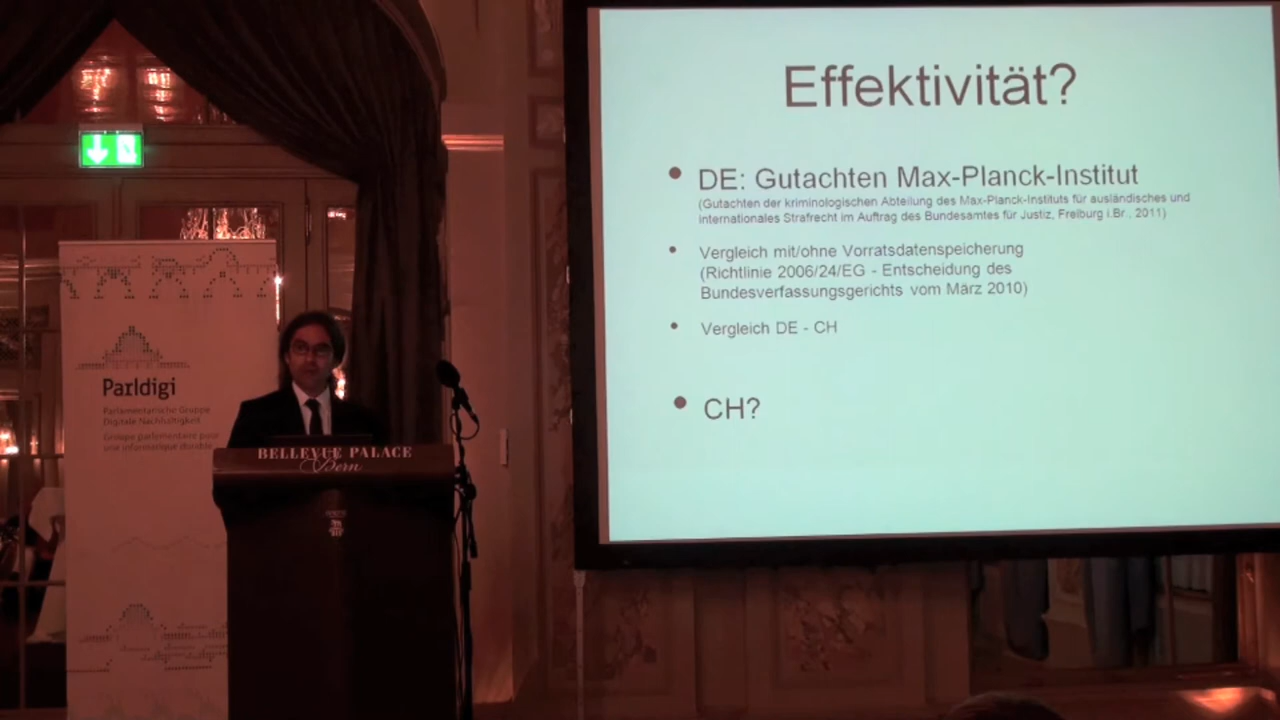 Effektivität?
• DE: Gutachten Max-Planck-Institut
(Gutachten der kriminologischen Abteilung des Max-Planck-Instituts für ausländisches und
internationales Strafrecht im Auftrag des Bundesamtes für Justiz, Freiburg i.Br., 2011)
• Vergleich mit/ohne Vorratsdatenspeicherung
(Richtlinie 2006/24/EG - Entscheidung des
Bundesverfassungsgerichts vom März 2010)
• Vergleich DE - CH
• CH?
Parldigi
Parlamentarische Gruppe
Digitale Nachhaltigkeit
Groupe parlementaire pour
une informatique durable
BELLEVUE PALACE
Bern